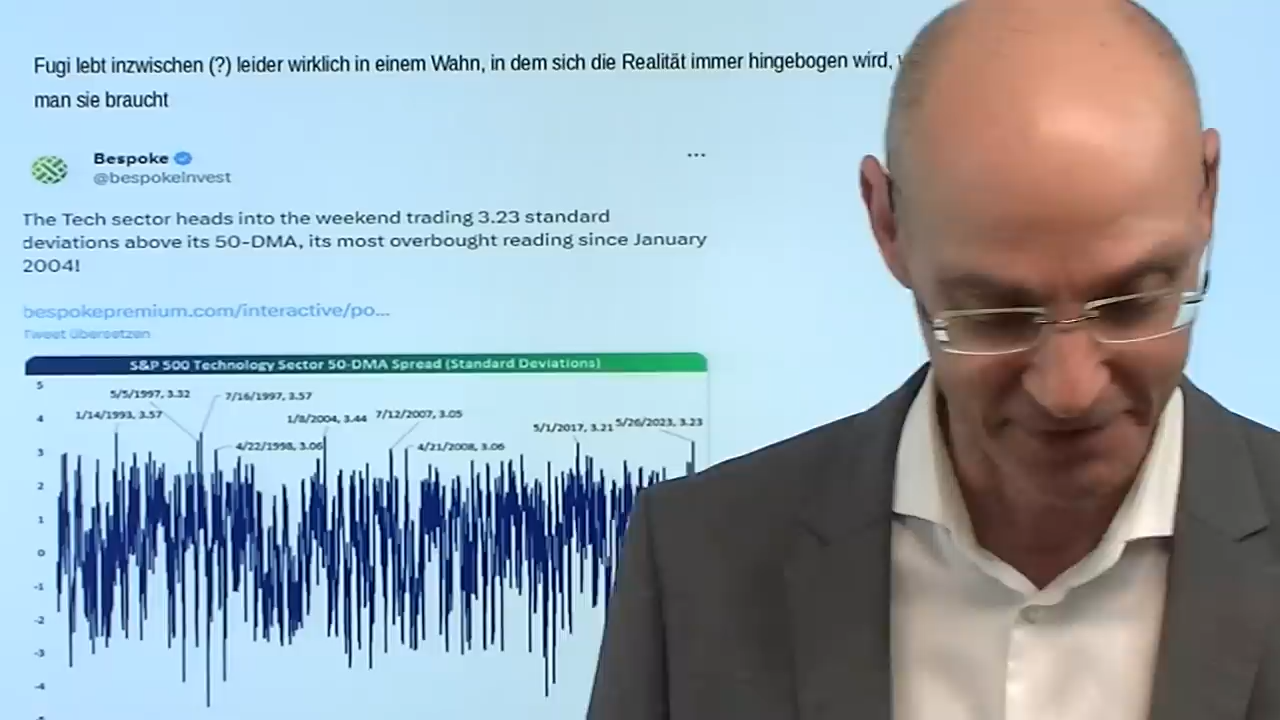 Fugi lebt inzwischen (?) leider wirklich in einem Wahn, in dem sich die Realität immer hingebogen wird,
man sie braucht
Bespoke
...
@bespokeinvest
The Tech sector heads into the weekend trading 3.23 standard
deviations above its 50-DMA, its most overbought reading since January
2004!
bespokepremium.com/interactive/po...
Tweet übersetzen
S&P 500 Technology Sector 50-DMA Spread (Standard Deviations)
5
5/5/1997, 3.32
7/16/1997, 3.57
4
1/14/1993, 3.57
1/8/2004, 3.44
7/12/2007, 3.05
5/1/2017, 3.21
5/26/2023, 3.23
3
4/22/1998, 3.06
4/21/2008, 3.06
2
1
0
-1
-2
-3
-4